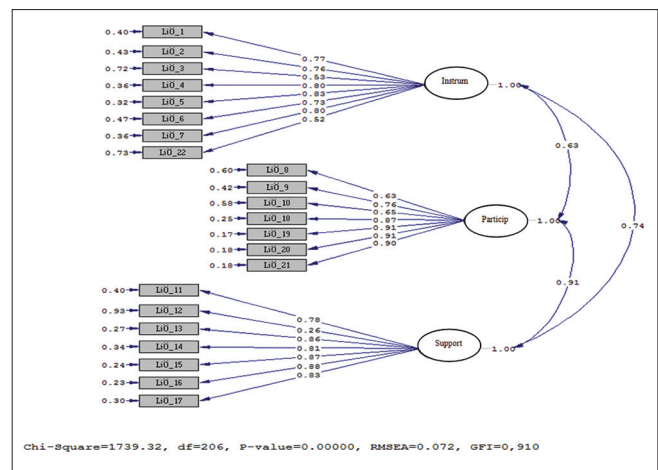 0.40 LiÖ_1
0.43 LiÖ_2
0.72 LiÖ_3
0.36 LiÖ_4
0.32 LiÖ_5
0.47 LiÖ_6
0.36 LiÖ_7
0.73 LiÖ_22
0.77
0.76
0.53
0.80
0.83
0.73
0.80
0.52
Instrum
1.00
0.60 LiÖ_8
0.42 LiÖ_9
0.58 LiÖ_10
0.25 LiÖ_18
0.17 LiÖ_19
0.18 LiÖ_20
0.18 LiÖ_21
0.63
0.76
0.65
0.87
0.91
0.91
0.90
Particip
1.00
0.63
0.74
0.91
0.40 LiÖ_11
0.93 LiÖ_12
0.27 LiÖ_13
0.34 LiÖ_14
0.24 LiÖ_15
0.23 LiÖ_16
0.30 LiÖ_17
0.78
0.26
0.86
0.81
0.87
0.88
0.83
Support
1.00
Chi-Square=1739.32, df=206, P-value=0.00000, RMSEA=0.072, GFI=0,910